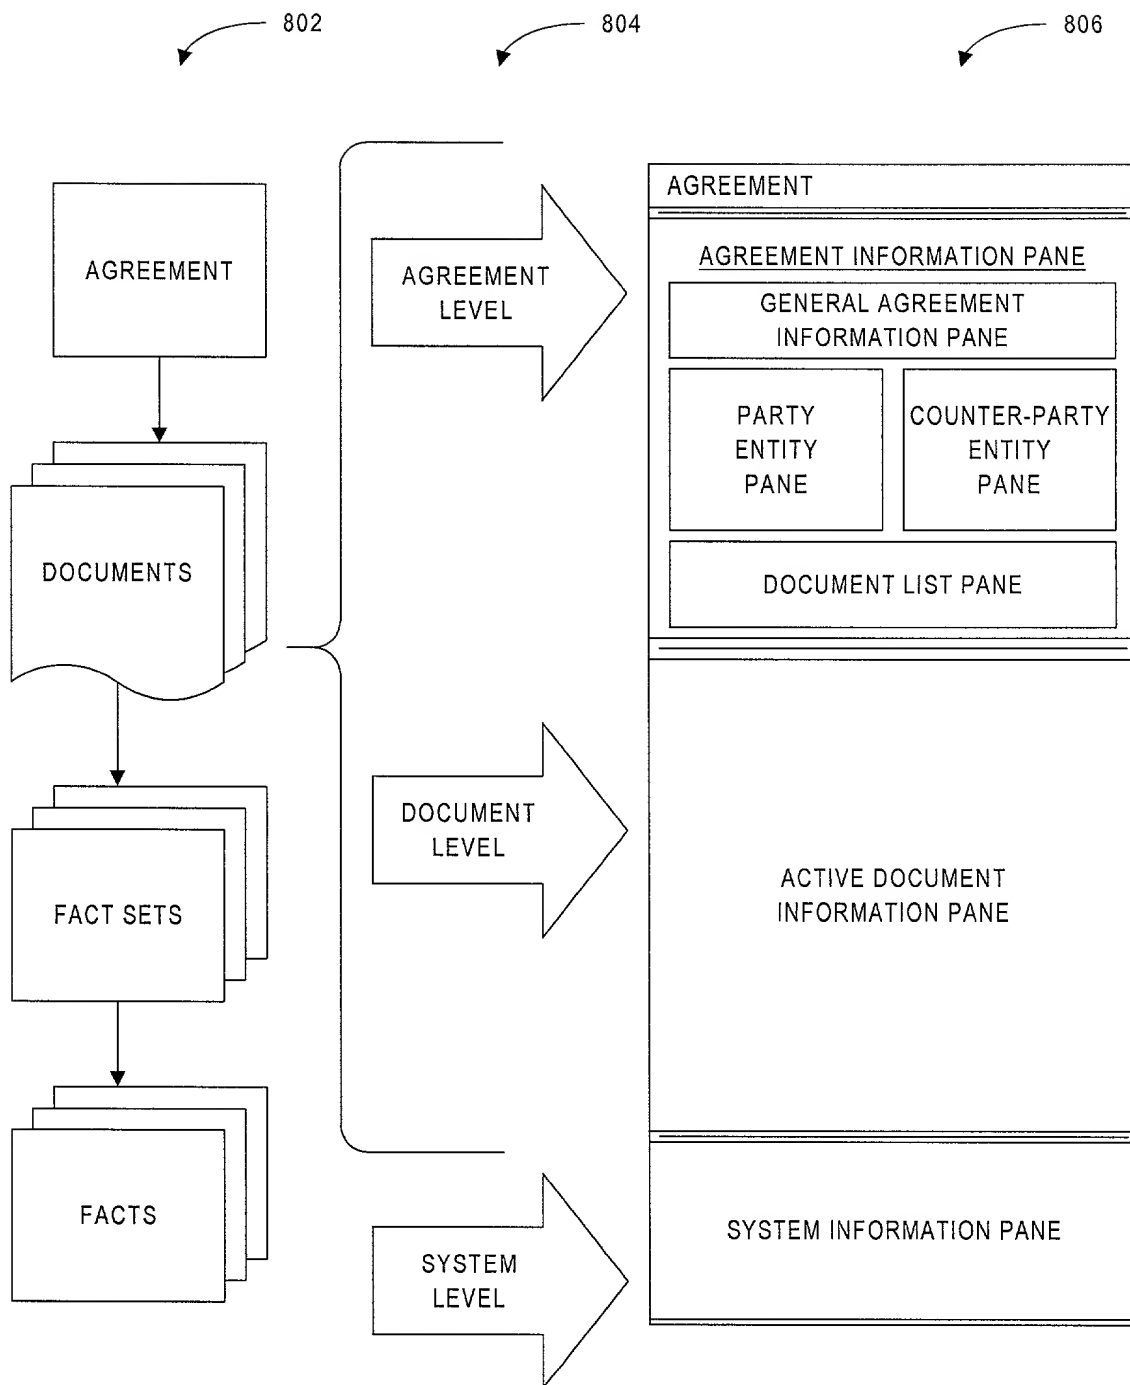 802
804
806
AGREEMENT
DOCUMENTS
FACT SETS
FACTS
AGREEMENT
LEVEL
DOCUMENT
LEVEL
SYSTEM
LEVEL
AGREEMENT
AGREEMENT INFORMATION PANE
GENERAL AGREEMENT
INFORMATION PANE
PARTY
ENTITY
PANE
COUNTER-PARTY
ENTITY
PANE
DOCUMENT LIST PANE
ACTIVE DOCUMENT
INFORMATION PANE
SYSTEM INFORMATION PANE